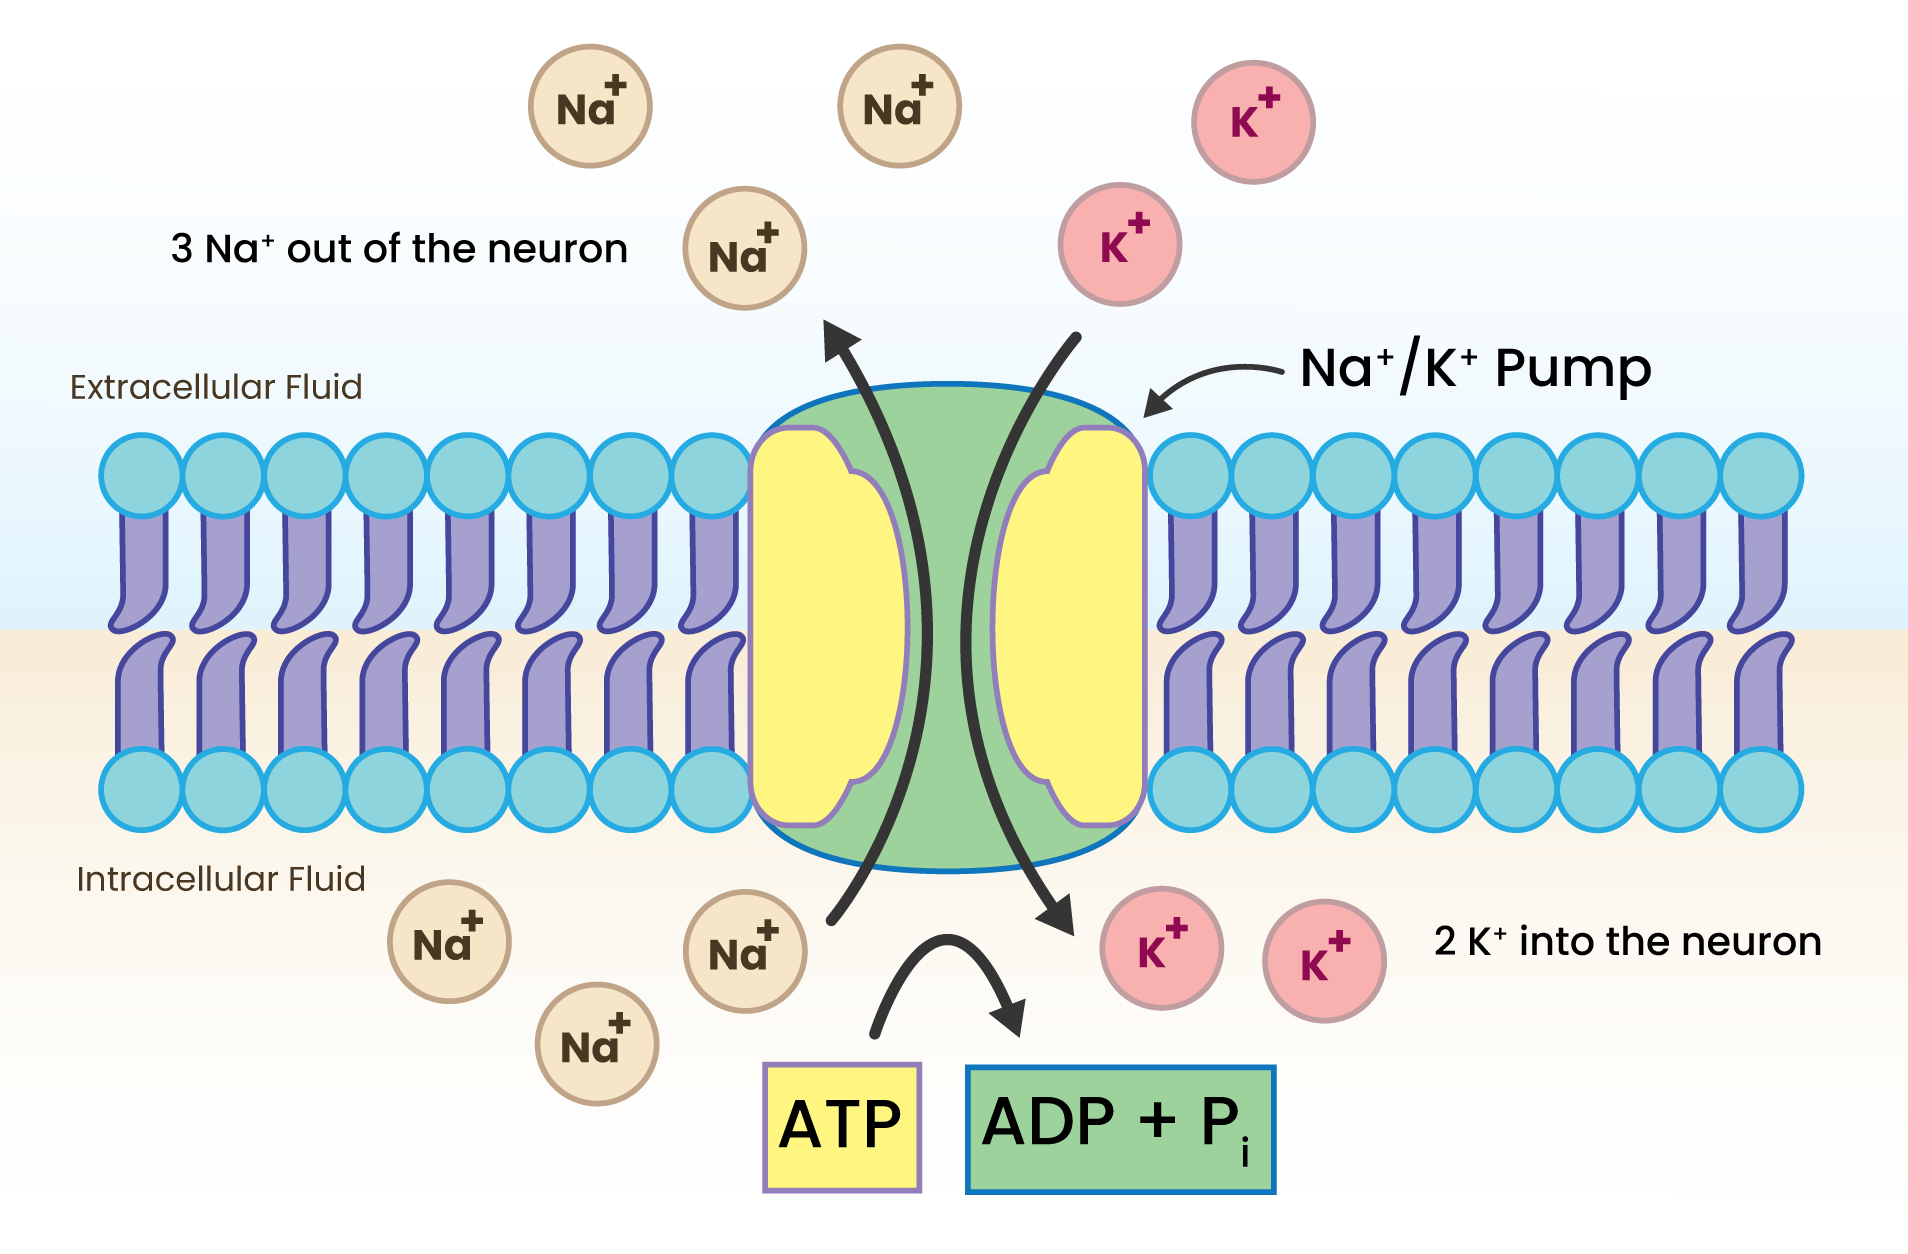 Na⁺
Na⁺
K⁺
Na⁺
K⁺
3 Na⁺ out of the neuron
Na⁺/K⁺ Pump
Extracellular Fluid
Intracellular Fluid
Na⁺
Na⁺
K⁺
K⁺
2 K⁺ into the neuron
Na⁺
ATP
ADP + Pᵢ